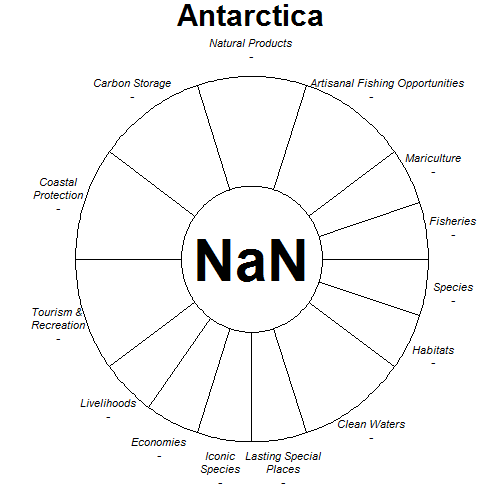 Antarctica
Natural Products
-
Carbon Storage
-
Artisanal Fishing Opportunities
-
Mariculture
-
Coastal
Protection
-
Fisheries
-
NaN
Species
-
Tourism &
Recreation
-
Habitats
-
Livelihoods
-
Clean Waters
-
Economies
-
Iconic
Species
-
Lasting Special
Places
-